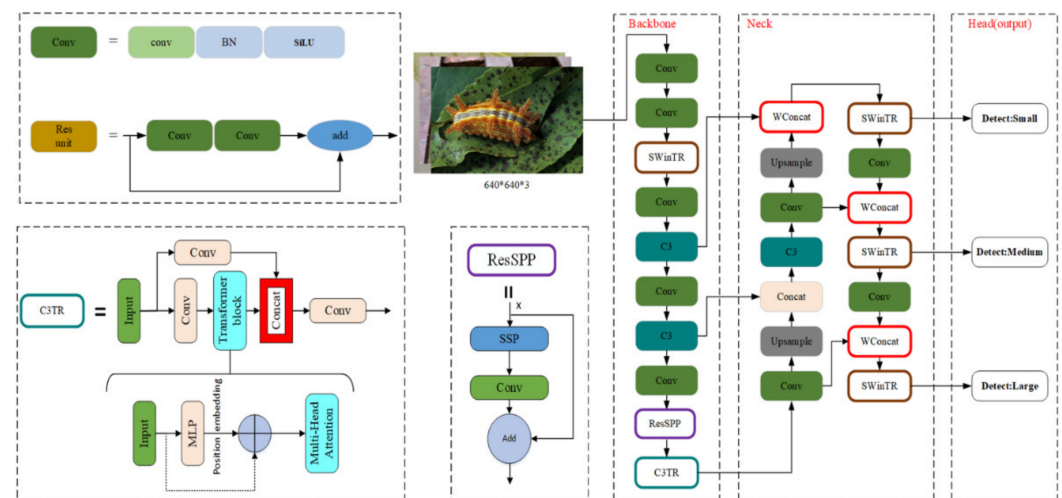 Conv
=
conv
BN
SiLU
Res
unit
=
Conv
Conv
add
640*640*3
C3TR
=
Input
Conv
Conv
Transformer
block
Concat
Conv
Input
MLP
Position embedding
Multi-Head
Attention
ResSPP
=
x
SSP
Conv
Add
Backbone
Conv
Conv
SWinTR
Conv
C3
Conv
C3
Conv
ResSPP
C3TR
Neck
WConcat
Upsample
Conv
C3
Concat
Upsample
Conv
SWinTR
Conv
WConcat
SWinTR
Conv
WConcat
SWinTR
Head(output)
Detect:Small
Detect:Medium
Detect:Large